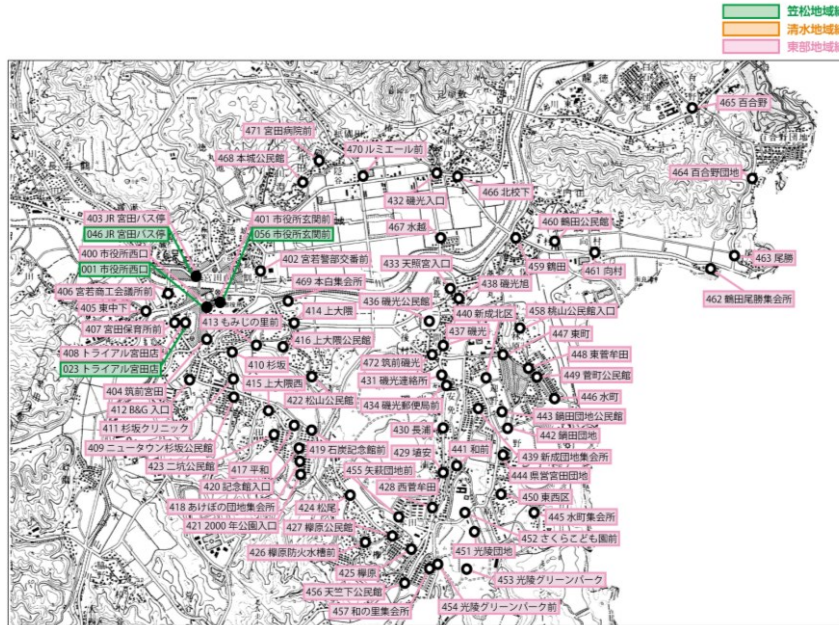 笠松地域線
清水地域線
東部地域線
465 百合野
471 宮田病院前
470 ルミエール前
468 本城公民館
464 百合野団地
432 磯光入口
466 北校下
403 JR 宮田バス停
401 市役所玄関前
460 鶴田公民館
046 JR 宮田バス停
056 市役所玄関前
467 水越
400 市役所西口
402 宮若警部交番前
433 天照宮入口
459 鶴田
463 尾勝
001 市役所西口
461 向村
469 本白集会所
438 磯光旭
462 鶴田尾勝集会所
406 宮若商工会議所前
436 磯光公民館
440 新成北区
458 桃山公民館入口
405 東中下
414 上大隈
407 宮田保育所前
413 もみじの里前
437 磯光
447 東町
416 上大隈公民館
408 トライアル宮田店
448 東菅牟田
410 杉坂
472 筑前磯光
023 トライアル宮田店
449 菅町公民館
415 上大隈西
431 磯光連絡所
404 筑前宮田
446 水町
422 松山公民館
434 磯光郵便局前
412 B&G 入口
443 鍋田団地公民館
411 杉坂クリニック
430 長浦
442 鍋田団地
409 ニュータウン杉坂公民館
419 石炭記念館前
429 墙安
441 和前
439 新成団地集会所
423 二坑公民館
417 平和
455 矢萩団地前
444 県営宮田団地
420 記念館入口
428 西菅牟田
450 東西区
418 あけぼの団地集会所
424 松尾
445 水町集会所
421 2000 年公園入口
427 欅原公民館
452 さくらこども園前
426 欅原防火水槽前
451 光陵団地
425 欅原
453 光陵グリーンパーク
456 天竺下公民館
457 和の里集会所
454 光陵グリーンパーク前